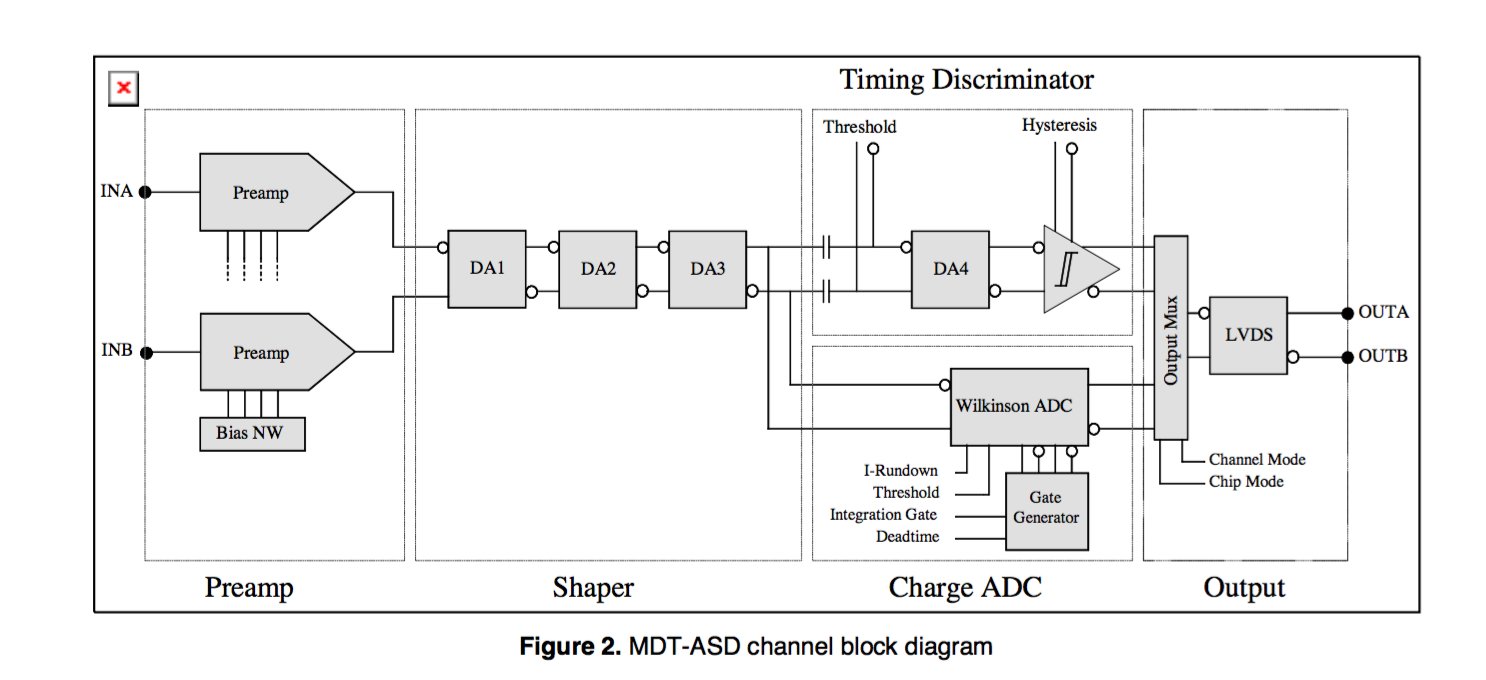 Timing Discriminator
Threshold
Hysteresis
INA
Preamp
DA1
DA2
DA3
DA4
Output Mux
LVDS
OUTA
OUTB
INB
Preamp
Bias NW
Wilkinson ADC
I-Rundown
Threshold
Integration Gate
Deadtime
Gate
Generator
Channel Mode
Chip Mode
Preamp
Shaper
Charge ADC
Output
Figure 2. MDT-ASD channel block diagram